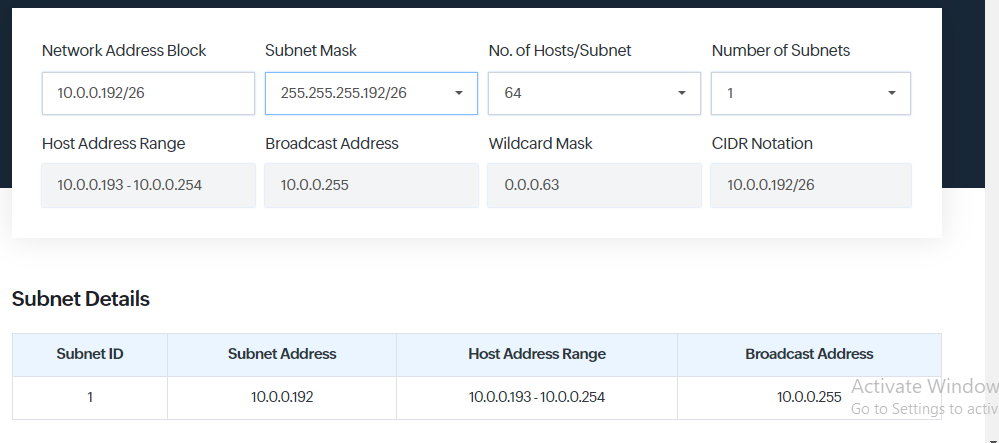 Network Address Block Subnet Mask No. of Hosts/Subnet Number of Subnets
10.0.0.192/26 255.255.255.192/26 64 1
Host Address Range Broadcast Address Wildcard Mask CIDR Notation
10.0.0.193 - 10.0.0.254 10.0.0.255 0.0.0.63 10.0.0.192/26
Subnet Details
Subnet ID Subnet Address Host Address Range Broadcast Address
1 10.0.0.192 10.0.0.193 - 10.0.0.254 10.0.0.255
Activate Window
Go to Settings to activ